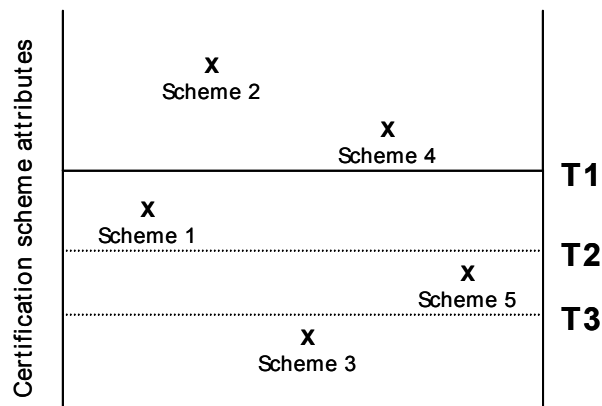 Certification scheme attributes
X
Scheme 2
X
Scheme 4
T1
X
Scheme 1
T2
X
Scheme 5
T3
X
Scheme 3